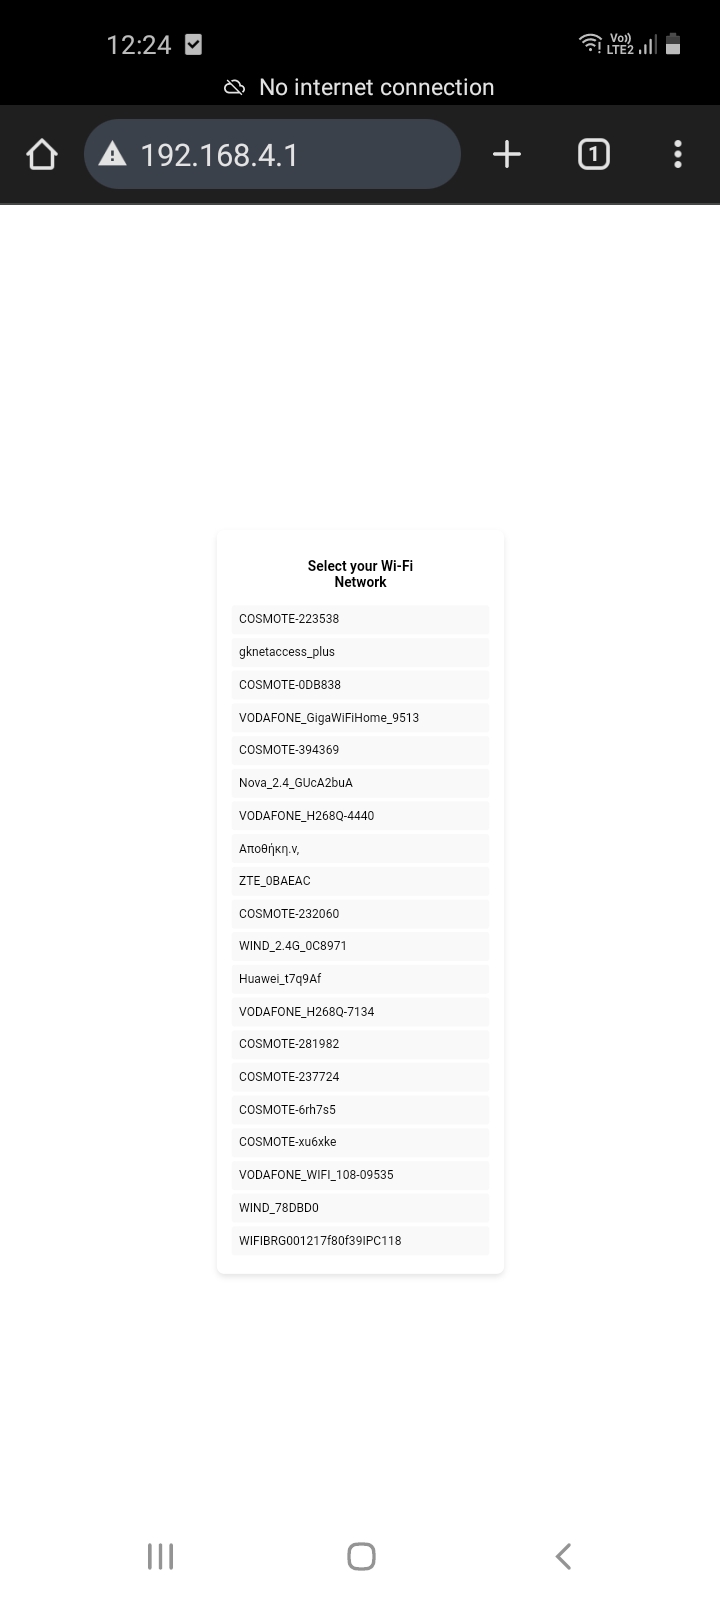 12:24
Vo))
LTE2
No internet connection
192.168.4.1
1
Select your Wi-Fi
Network
COSMOTE-223538
gknetaccess_plus
COSMOTE-0DB838
VODAFONE_GigaWiFiHome_9513
COSMOTE-394369
Nova_2.4_GUcA2buA
VODAFONE_H268Q-4440
Αποθήκη.ν,
ZTE_0BAEAC
COSMOTE-232060
WIND_2.4G_0C8971
Huawei_t7q9Af
VODAFONE_H268Q-7134
COSMOTE-281982
COSMOTE-237724
COSMOTE-6rh7s5
COSMOTE-xu6xke
VODAFONE_WIFI_108-09535
WIND_78DBD0
WIFIBRG001217f80f39IPC118